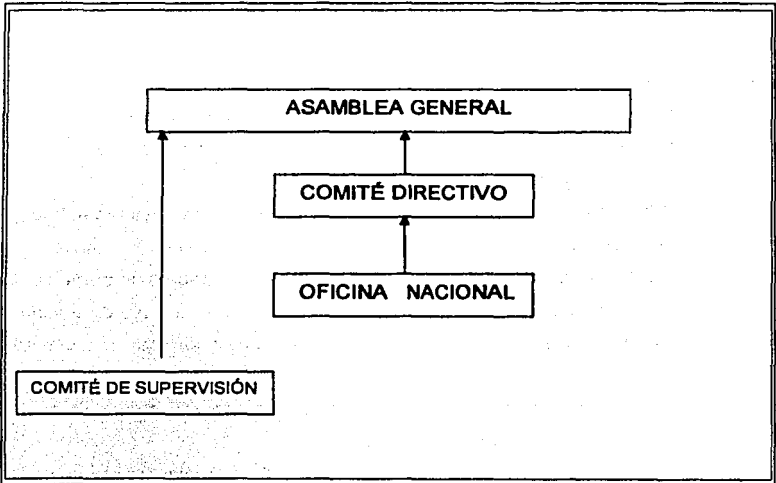 ASAMBLEA GENERAL
COMITÉ DIRECTIVO
OFICINA NACIONAL
COMITÉ DE SUPERVISIÓN